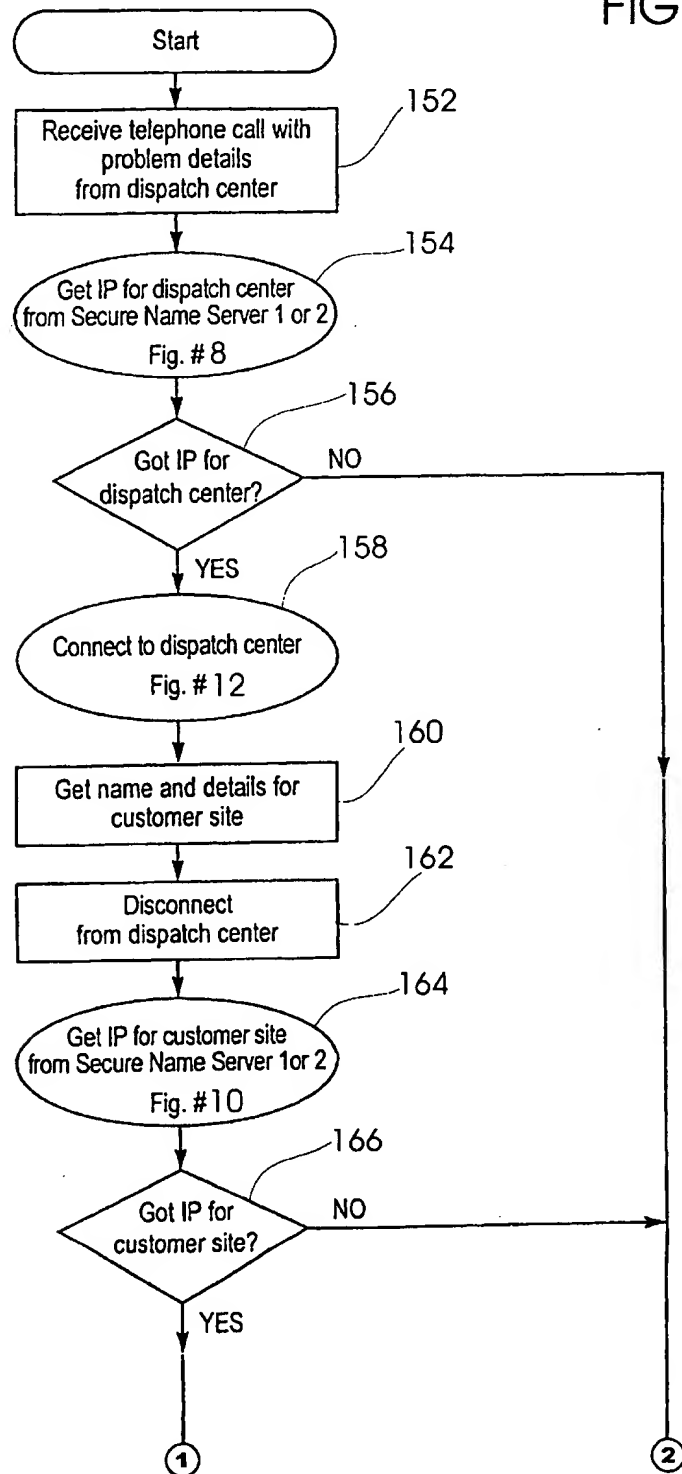 FIG
Start
152
Receive telephone call with
problem details
from dispatch center
154
Get IP for dispatch center
from Secure Name Server 1 or 2
Fig. #8
156
Got IP for
dispatch center?
NO
YES
158
Connect to dispatch center
Fig. #12
160
Get name and details for
customer site
162
Disconnect
from dispatch center
164
Get IP for customer site
from Secure Name Server 1or 2
Fig. #10
166
Got IP for
customer site?
NO
YES
1
2